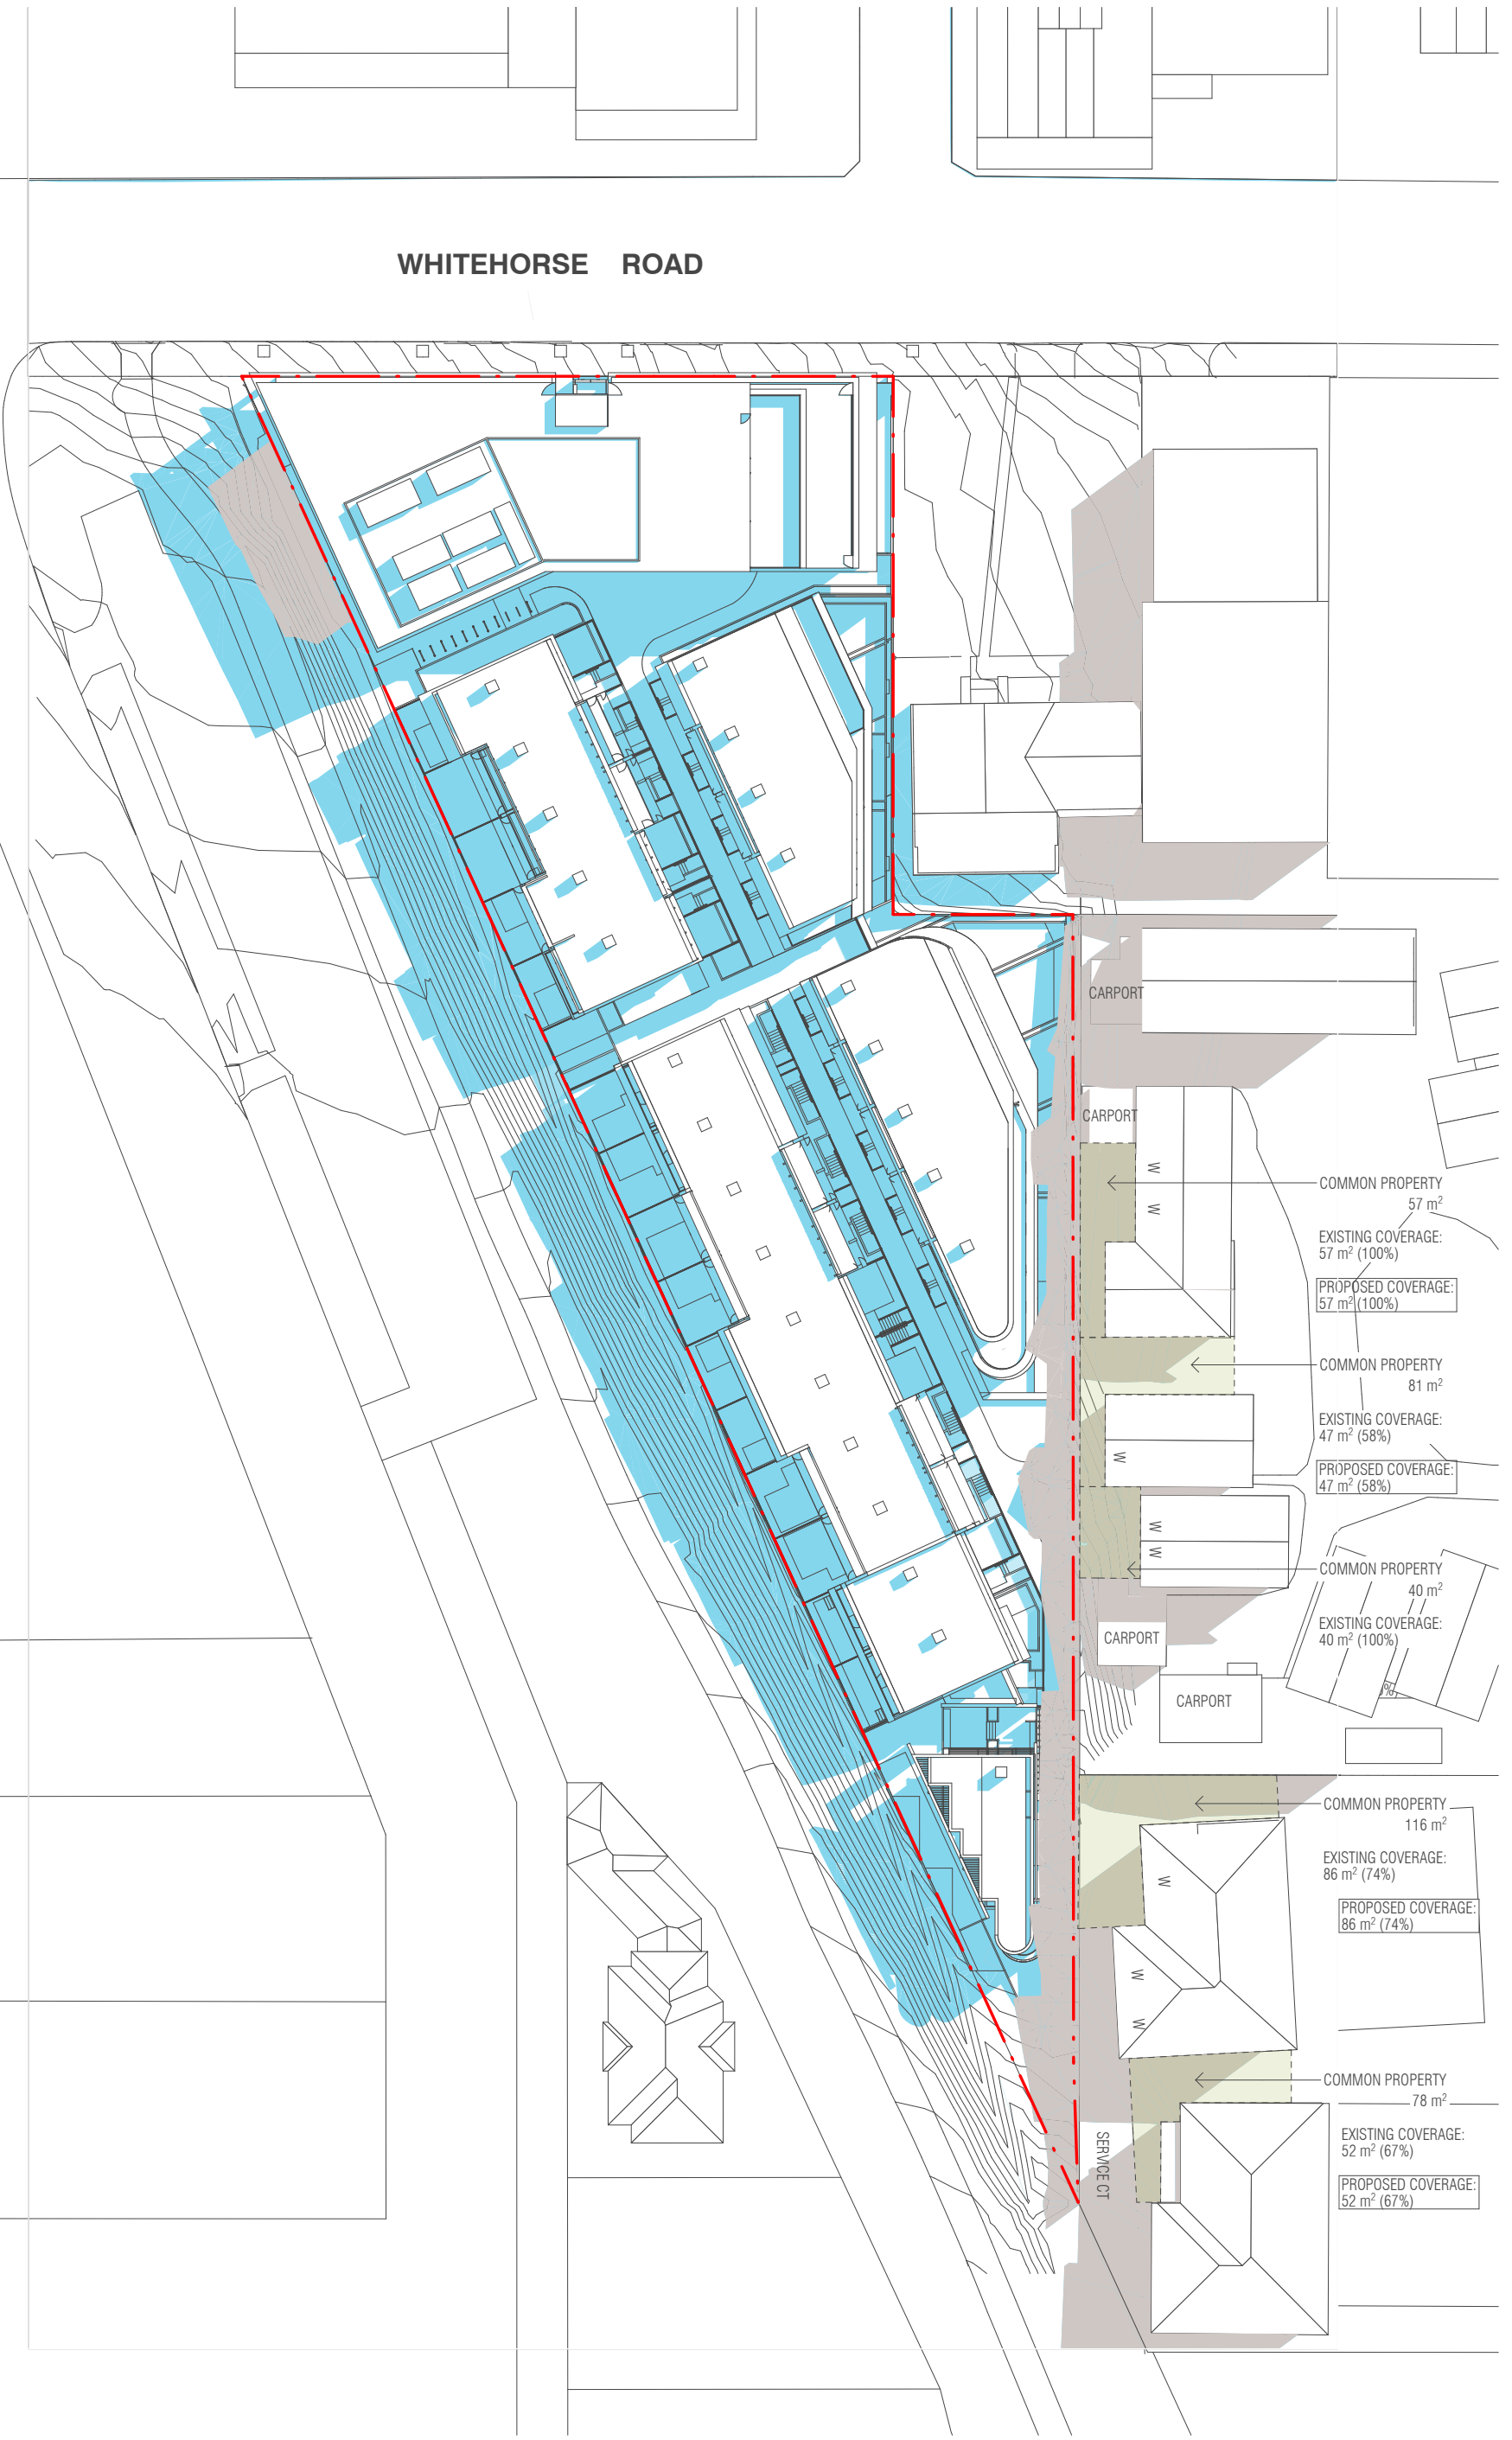 WHITEHORSE ROAD
CARPORT
CARPORT
W
W
COMMON PROPERTY
57 m²
EXISTING COVERAGE:
57 m² (100%)
PROPOSED COVERAGE:
57 m² (100%)
COMMON PROPERTY
81 m²
EXISTING COVERAGE:
47 m² (58%)
W
PROPOSED COVERAGE:
47 m² (58%)
W
W
COMMON PROPERTY
40 m²
EXISTING COVERAGE:
40 m² (100%)
CARPORT
CARPORT
COMMON PROPERTY
116 m²
EXISTING COVERAGE:
86 m² (74%)
W
PROPOSED COVERAGE:
86 m² (74%)
W
W
COMMON PROPERTY
78 m²
EXISTING COVERAGE:
52 m² (67%)
SERVICE CT
PROPOSED COVERAGE:
52 m² (67%)